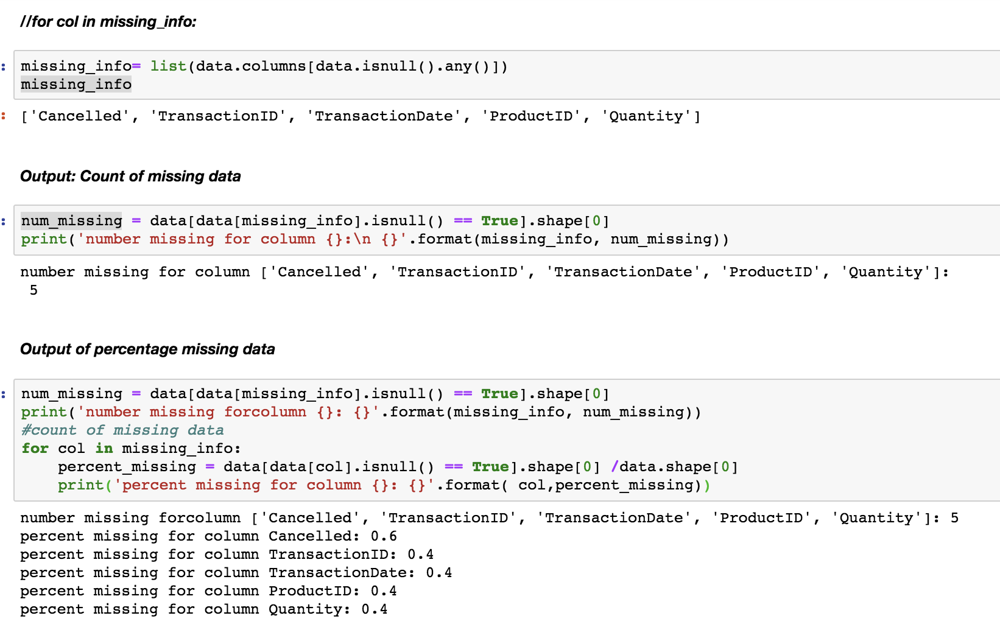 //for col in missing_info:
: missing_info= list(data.columns[data.isnull().any()])
missing_info
: ['Cancelled', 'TransactionID', 'TransactionDate', 'ProductID', 'Quantity']
Output: Count of missing data
: num_missing = data[data[missing_info].isnull() == True].shape[0]
print('number missing for column {}:\n {}'.format(missing_info, num_missing))
number missing for column ['Cancelled', 'TransactionID', 'TransactionDate', 'ProductID', 'Quantity']:
 5
Output of percentage missing data
: num_missing = data[data[missing_info].isnull() == True].shape[0]
print('number missing forcolumn {}: {}'.format(missing_info, num_missing))
#count of missing data
for col in missing_info:
    percent_missing = data[data[col].isnull() == True].shape[0] /data.shape[0]
    print('percent missing for column {}: {}'.format( col,percent_missing))
number missing forcolumn ['Cancelled', 'TransactionID', 'TransactionDate', 'ProductID', 'Quantity']: 5
percent missing for column Cancelled: 0.6
percent missing for column TransactionID: 0.4
percent missing for column TransactionDate: 0.4
percent missing for column ProductID: 0.4
percent missing for column Quantity: 0.4